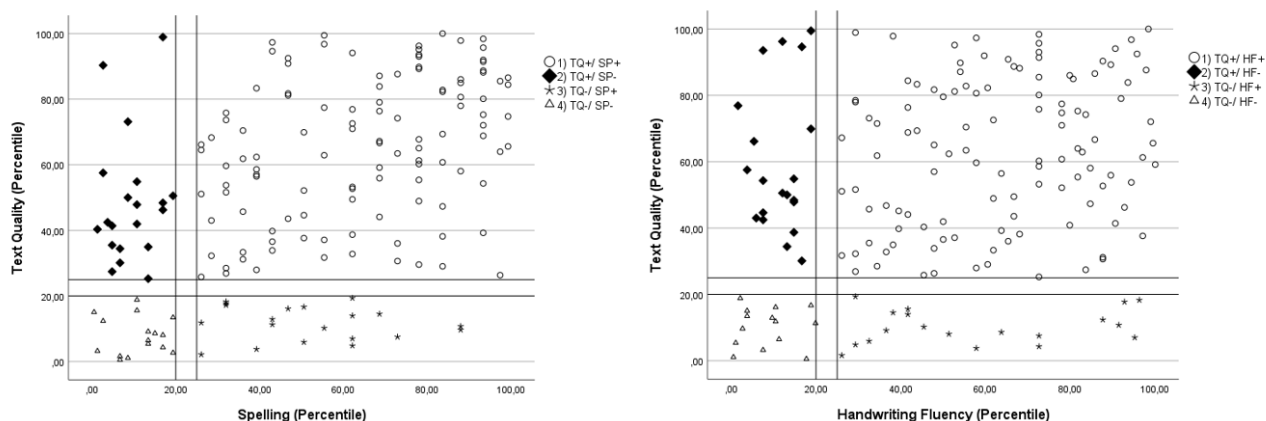 100,00
80,00
60,00
40,00
20,00
,00
Text Quality (Percentile)
,00 20,00 40,00 60,00 80,00 100,00
Spelling (Percentile)
1) TQ+/ SP+
2) TQ+/ SP-
3) TQ-/ SP+
4) TQ-/ SP-
100,00
80,00
60,00
40,00
20,00
,00
Text Quality (Percentile)
,00 20,00 40,00 60,00 80,00 100,00
Handwriting Fluency (Percentile)
1) TQ+/ HF+
2) TQ+/ HF-
3) TQ-/ HF+
4) TQ-/ HF-